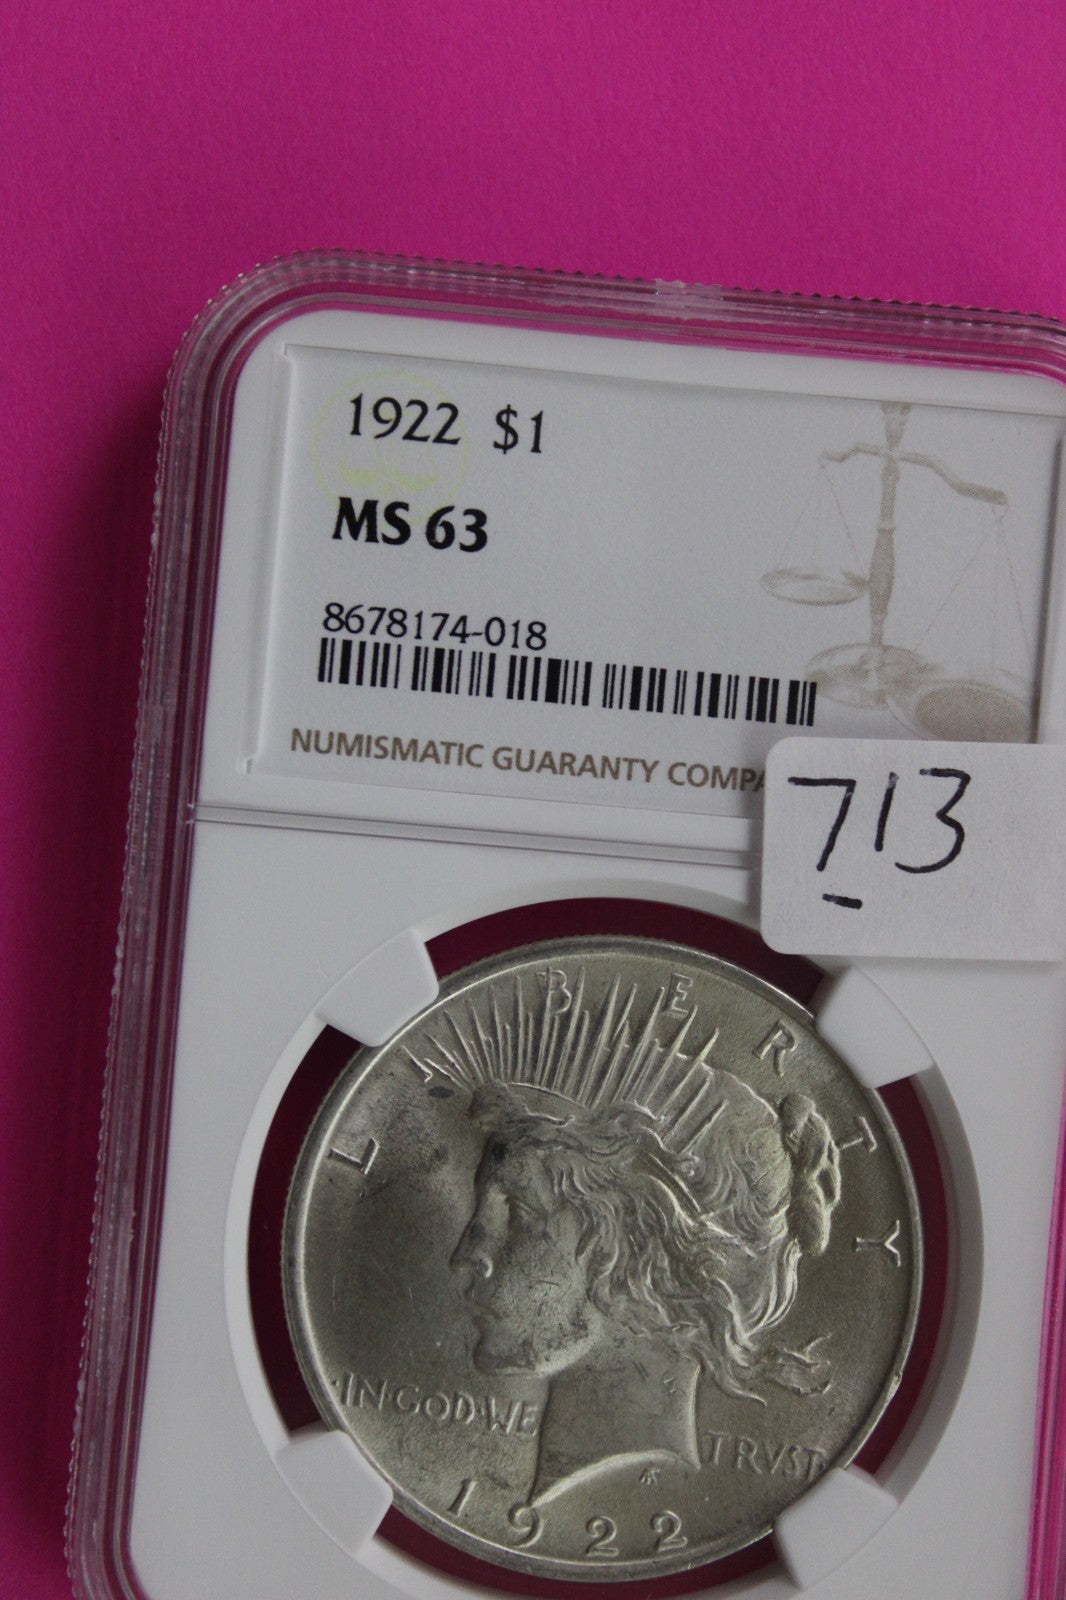 1922 $1
MS 63
8678174-018
NUMISMATIC GUARANTY COMPA
713
LIBERTY
IN GOD WE TRVST
1922